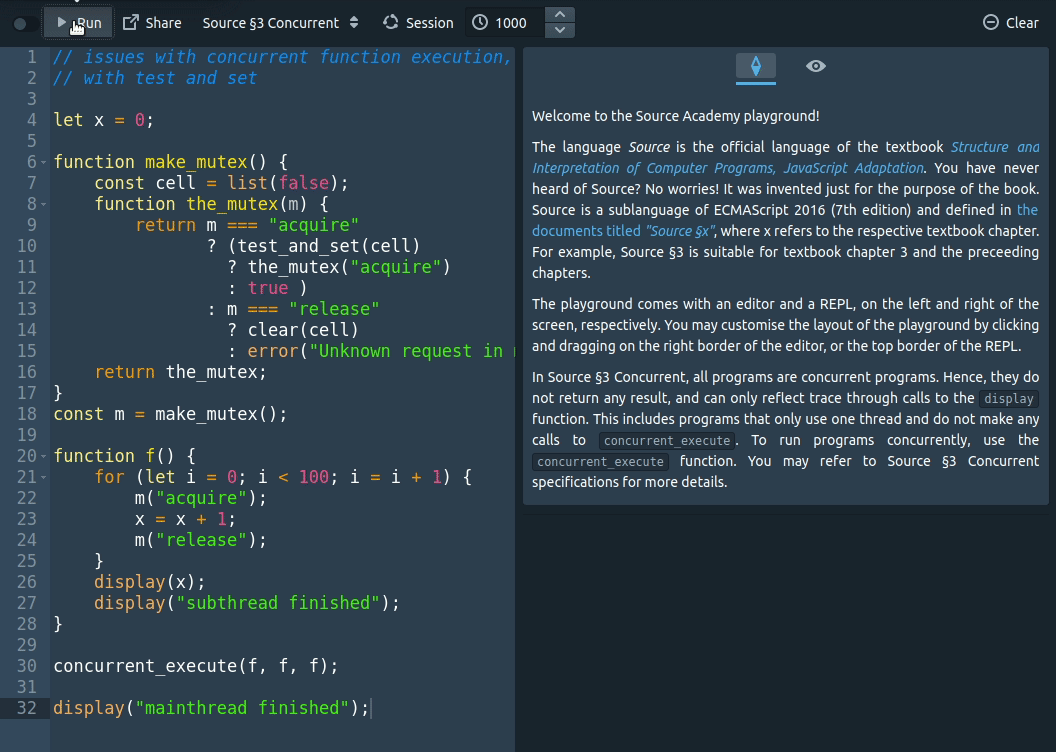 Run Share Source §3 Concurrent Session 1000 Clear
1 // issues with concurrent function execution,
2 // with test and set
3
4 let x = 0;
5
6 function make_mutex() {
7     const cell = list(false);
8     function the_mutex(m) {
9         return m === "acquire"
10                ? (test_and_set(cell)
11                  ? the_mutex("acquire")
12                  : true )
13                : m === "release"
14                  ? clear(cell)
15                  : error("Unknown request in
16     return the_mutex;
17 }
18 const m = make_mutex();
19
20 function f() {
21     for (let i = 0; i < 100; i = i + 1) {
22         m("acquire");
23         x = x + 1;
24         m("release");
25     }
26     display(x);
27     display("subthread finished");
28 }
29
30 concurrent_execute(f, f, f);
31
32 display("mainthread finished");
Welcome to the Source Academy playground!
The language Source is the official language of the textbook Structure and
Interpretation of Computer Programs, JavaScript Adaptation. You have never
heard of Source? No worries! It was invented just for the purpose of the book.
Source is a sublanguage of ECMAScript 2016 (7th edition) and defined in the
documents titled "Source §x", where x refers to the respective textbook chapter.
For example, Source §3 is suitable for textbook chapter 3 and the preceeding
chapters.
The playground comes with an editor and a REPL, on the left and right of the
screen, respectively. You may customise the layout of the playground by clicking
and dragging on the right border of the editor, or the top border of the REPL.
In Source §3 Concurrent, all programs are concurrent programs. Hence, they do
not return any result, and can only reflect trace through calls to the display
function. This includes programs that only use one thread and do not make any
calls to concurrent_execute. To run programs concurrently, use the
concurrent_execute function. You may refer to Source §3 Concurrent
specifications for more details.